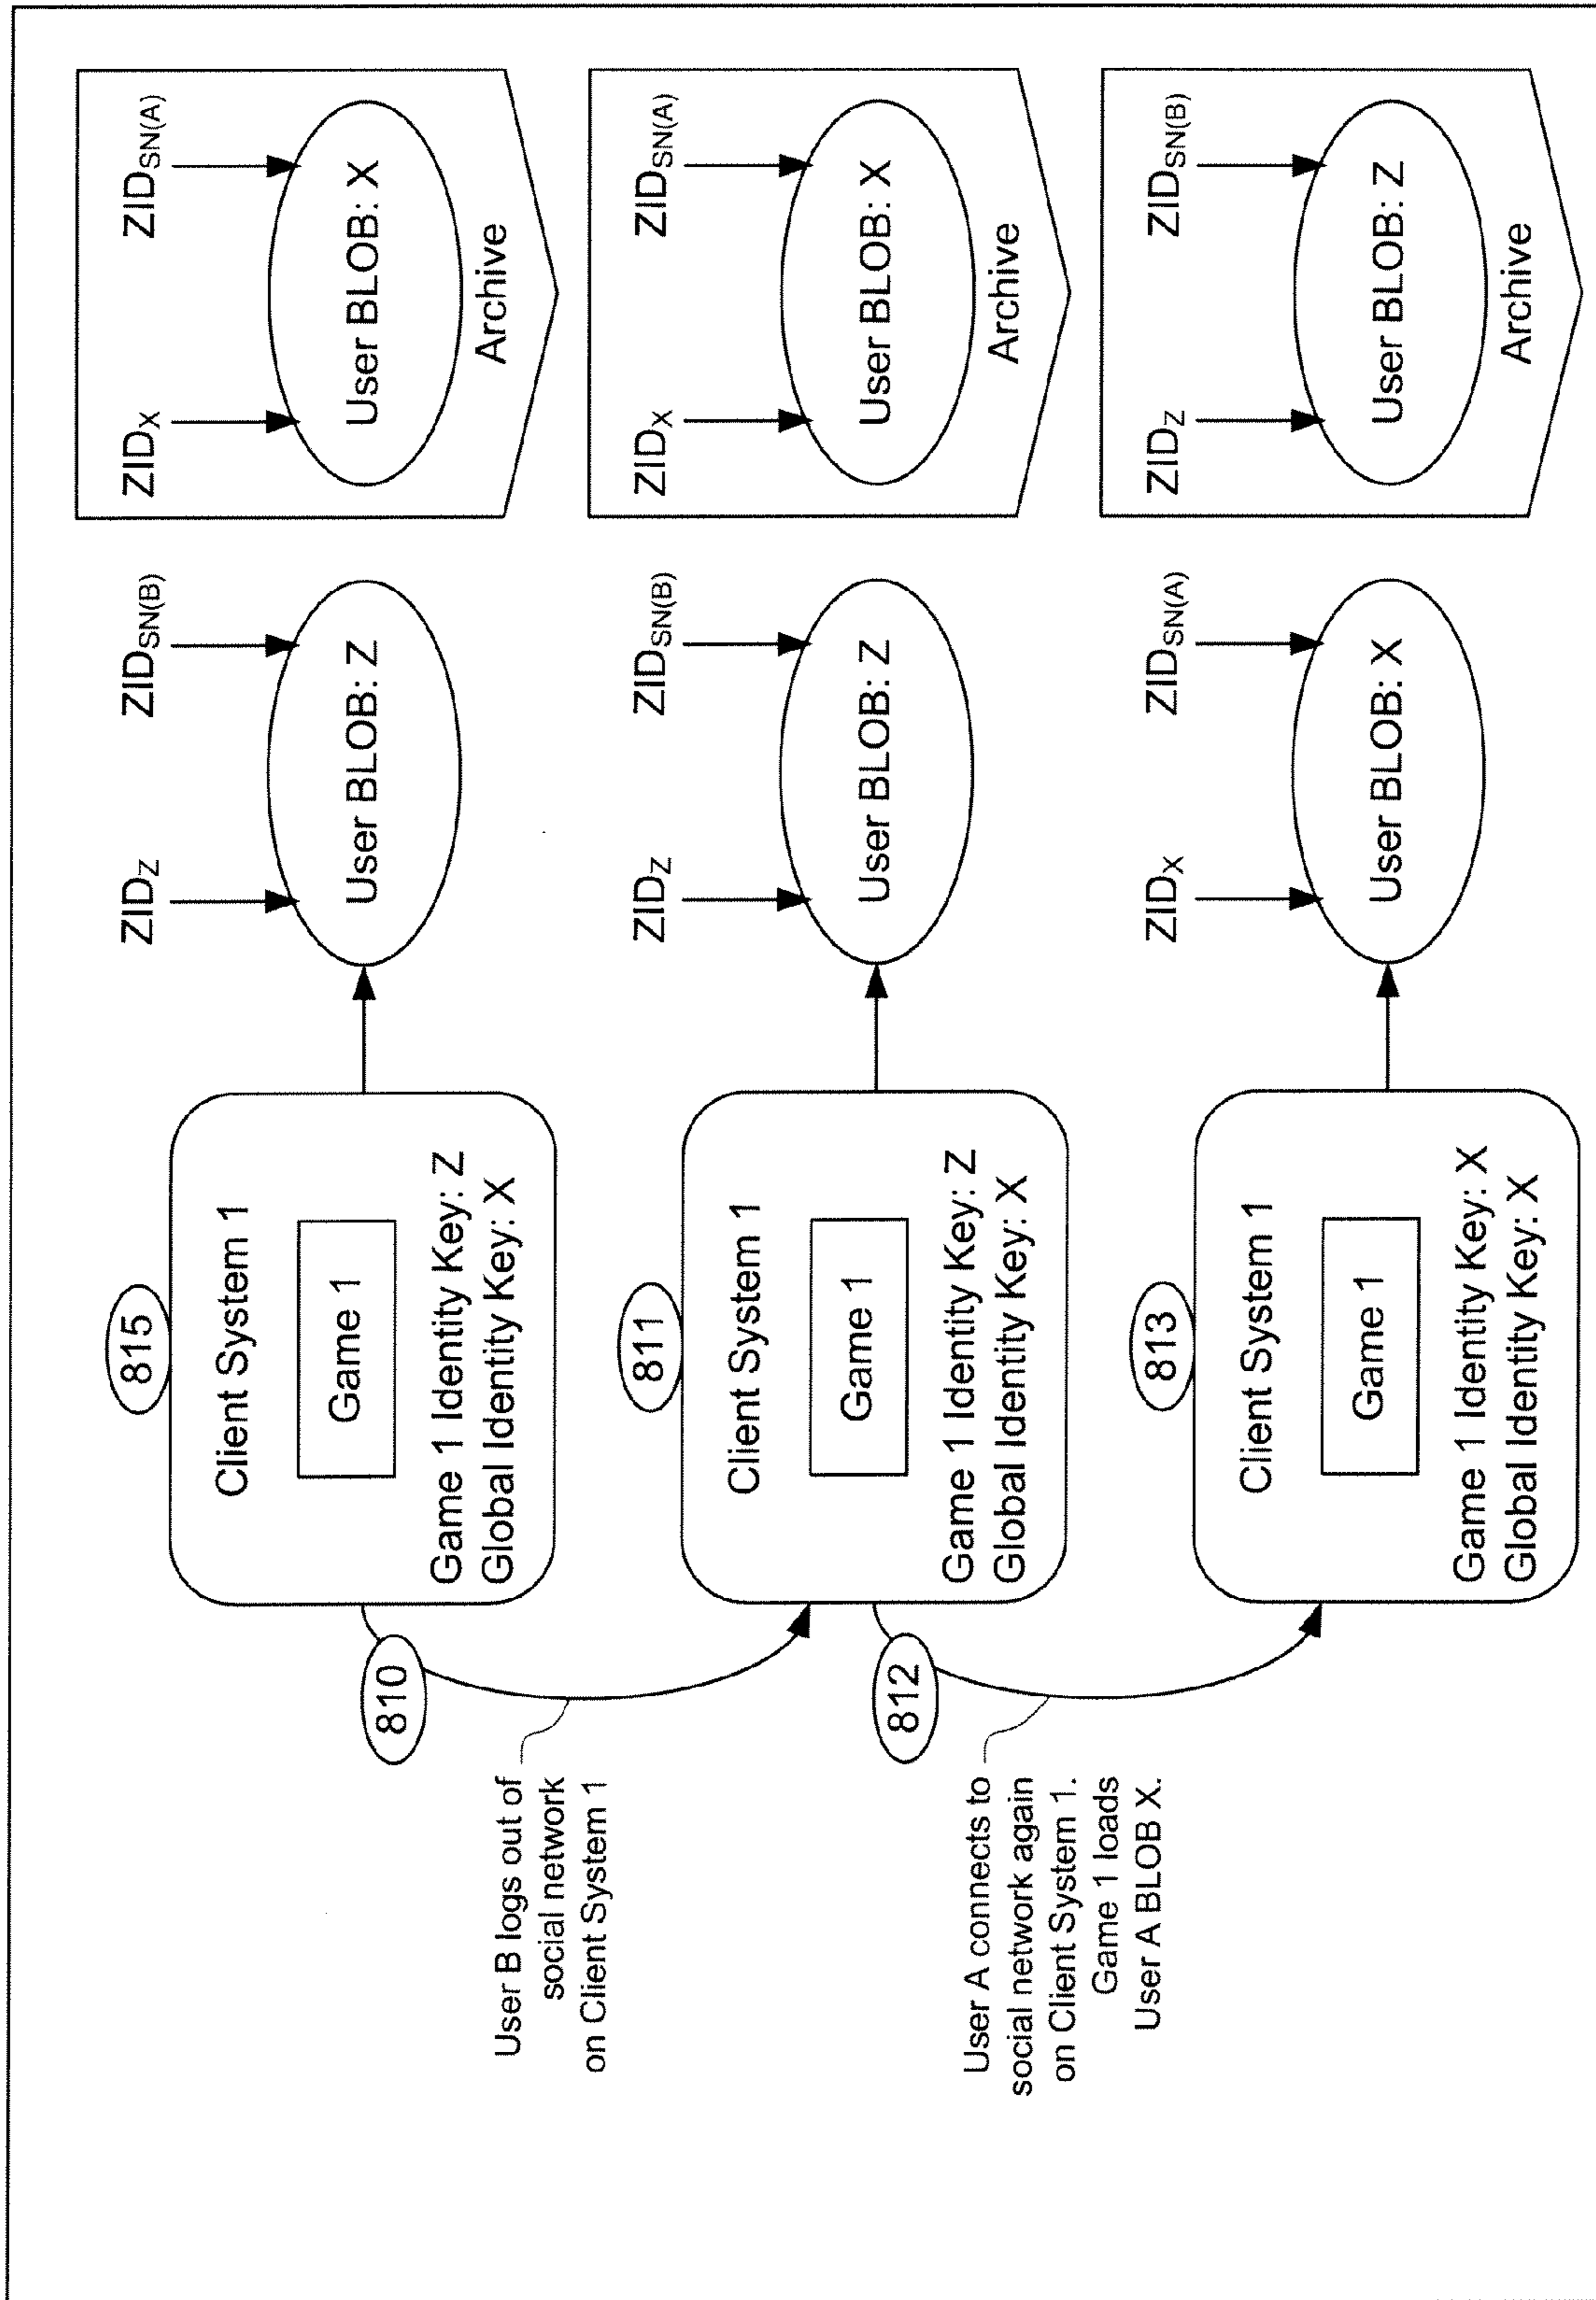 815
Client System 1
Game 1
Game 1 Identity Key: Z
Global Identity Key: X
ZIDZ
ZIDSN(B)
User BLOB: Z
ZIDX
ZIDSN(A)
User BLOB: X
Archive
810
User B logs out of
social network
on Client System 1
811
Client System 1
Game 1
Game 1 Identity Key: Z
Global Identity Key: X
ZIDZ
ZIDSN(B)
User BLOB: Z
ZIDX
ZIDSN(A)
User BLOB: X
Archive
812
User A connects to
social network again
on Client System 1.
Game 1 loads
User A BLOB X.
813
Client System 1
Game 1
Game 1 Identity Key: X
Global Identity Key: X
ZIDX
ZIDSN(A)
User BLOB: X
ZIDZ
ZIDSN(B)
User BLOB: Z
Archive